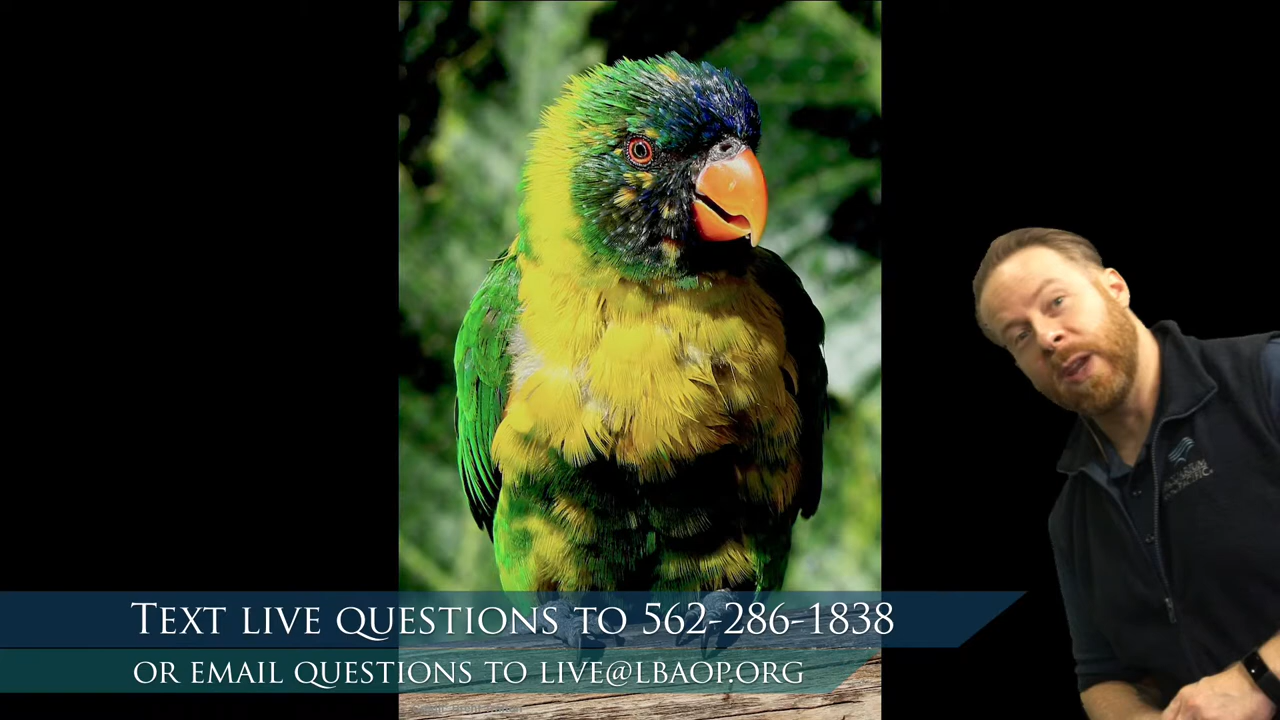 TEXT LIVE QUESTIONS TO 562-286-1838
OR EMAIL QUESTIONS TO LIVE@LBAOP.ORG